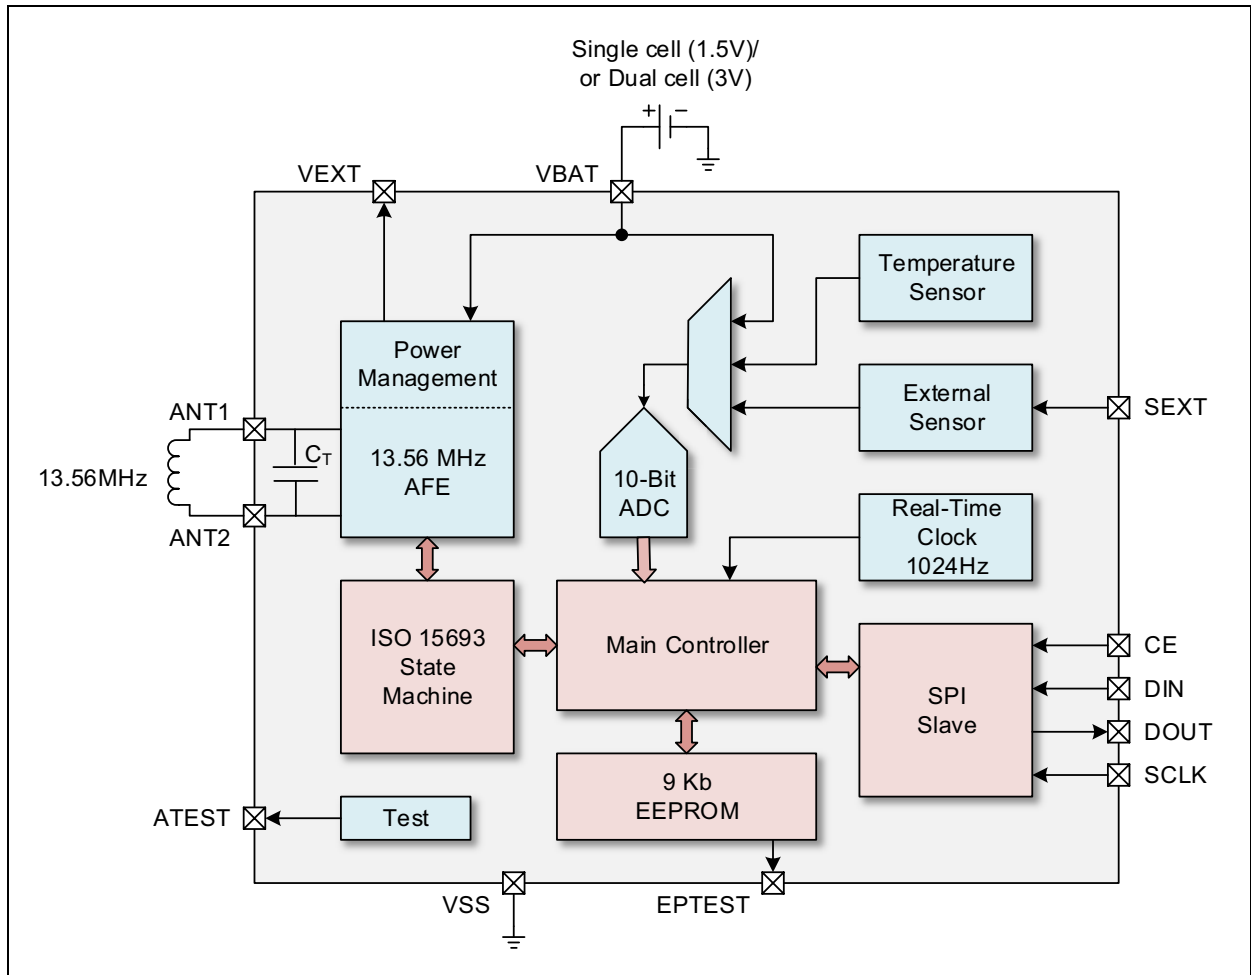 Single cell (1.5V)/
or Dual cell (3V)
+
−
VEXT
VBAT
Temperature
Sensor
Power
Management
ANT1
External
Sensor
SEXT
CT
13.56MHz
13.56 MHz
AFE
10-Bit
ADC
ANT2
Real-Time
Clock
1024Hz
ISO 15693
State
Machine
Main Controller
CE
DIN
SPI
Slave
DOUT
SCLK
9 Kb
EEPROM
ATEST
Test
VSS
EPTEST